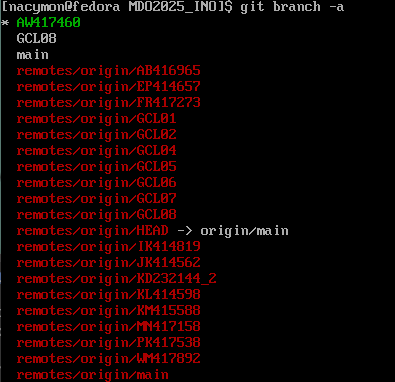 [nacymon@fedora MDO2025_INO]$ git branch -a
* AW417460
  GCL08
  main
  remotes/origin/AB416965
  remotes/origin/EP414657
  remotes/origin/FR417273
  remotes/origin/GCL01
  remotes/origin/GCL02
  remotes/origin/GCL04
  remotes/origin/GCL05
  remotes/origin/GCL06
  remotes/origin/GCL07
  remotes/origin/GCL08
  remotes/origin/HEAD -> origin/main
  remotes/origin/IK414819
  remotes/origin/JK414562
  remotes/origin/KD232144_2
  remotes/origin/KL414598
  remotes/origin/KM415588
  remotes/origin/MN417158
  remotes/origin/PK417538
  remotes/origin/WM417892
  remotes/origin/main